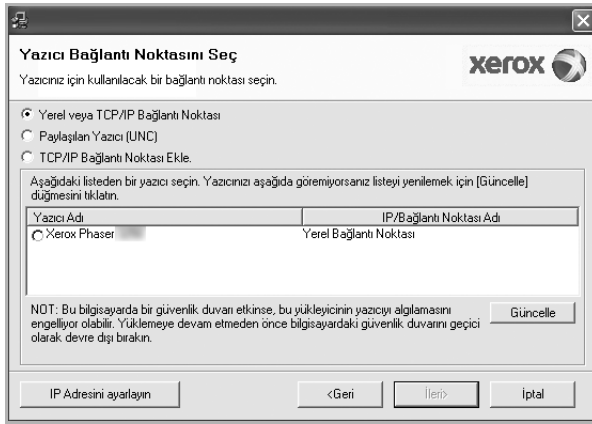 Yazıcı Bağlantı Noktasını Seç
Yazıcınız için kullanılacak bir bağlantı noktası seçin.
xerox
Yerel veya TCP/IP Bağlantı Noktası
Paylaşılan Yazıcı (UNC)
TCP/IP Bağlantı Noktası Ekle.
Aşağıdaki listeden bir yazıcı seçin. Yazıcınızı aşağıda göremiyorsanız listeyi yenilemek için [Güncelle]
düğmesini tıklatın.
Yazıcı Adı IP/Bağlantı Noktası Adı
Xerox Phaser Yerel Bağlantı Noktası
NOT: Bu bilgisayarda bir güvenlik duvarı etkinse, bu yükleyicinin yazıcıyı algılamasını
engelliyor olabilir. Yüklemeye devam etmeden önce bilgisayardaki güvenlik duvarını geçici
olarak devre dışı bırakın.
Güncelle
IP Adresini ayarlayın <Geri İleri> İptal